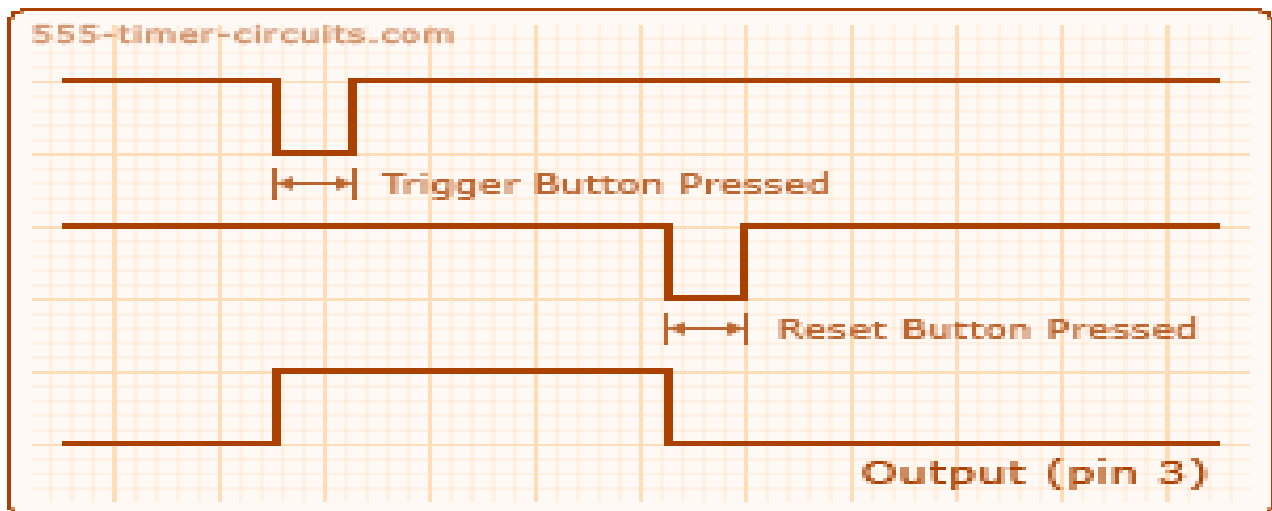 555-timer-circuits.com
Trigger Button Pressed
Reset Button Pressed
Output (pin 3)